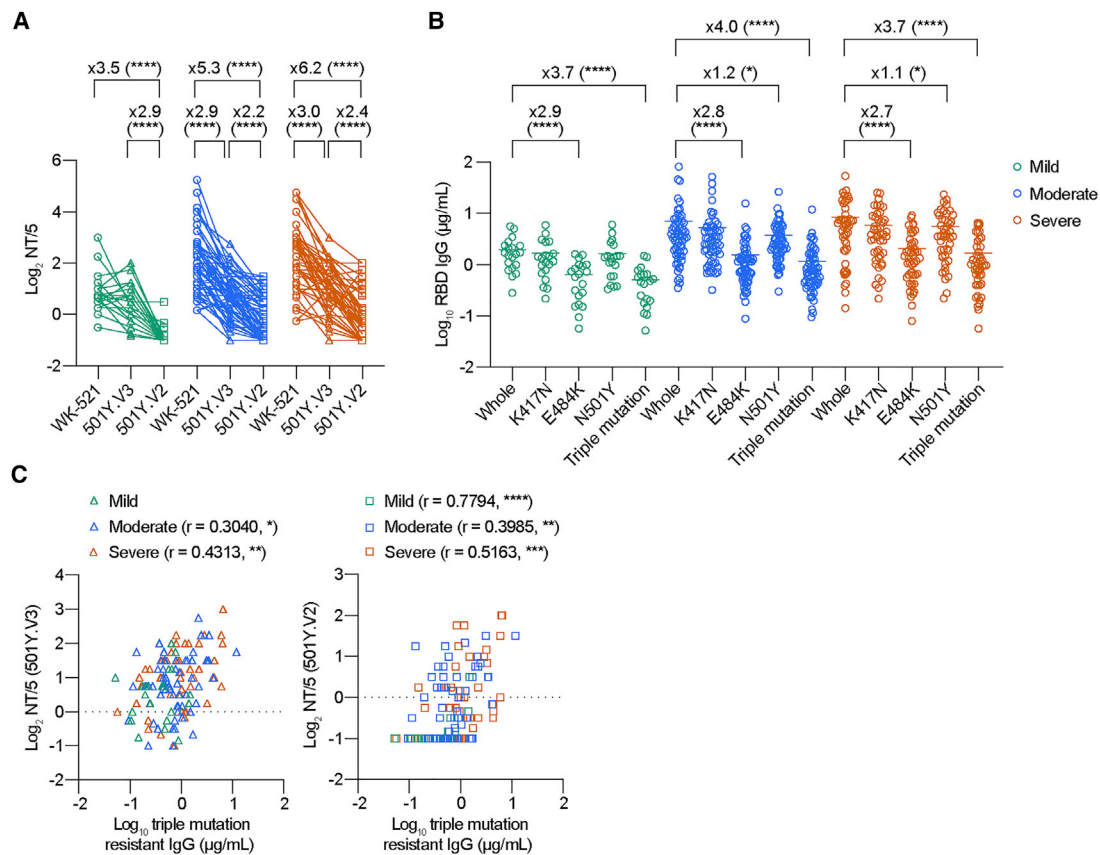 A
x3.5 (****) x5.3 (****) x6.2 (****)
x2.9 x2.9 x2.2 x3.0 x2.4
(****) (****) (****) (****) (****)
Log2 NT/5
6
4
2
0
-2
WK-521 501Y.V3 501Y.V2 WK-521 501Y.V3 501Y.V2 WK-521 501Y.V3 501Y.V2
B
x4.0 (****) x3.7 (****)
x3.7 (****) x1.2 (*) x1.1 (*)
x2.9 x2.8 x2.7
(****) (****) (****)
Log10 RBD IgG (µg/mL)
2
1
0
-1
-2
Whole K417N E484K N501Y Triple mutation Whole K417N E484K N501Y Triple mutation Whole K417N E484K N501Y Triple mutation
Mild
Moderate
Severe
C
Mild
Moderate (r = 0.3040, *)
Severe (r = 0.4313, **)
Log2 NT/5 (501Y.V3)
4
3
2
1
0
-1
-2
2 -1 0 1 2
Log10 triple mutation
resistant IgG (µg/mL)
Mild (r = 0.7794, ****)
Moderate (r = 0.3985, **)
Severe (r = 0.5163, ***)
Log2 NT/5 (501Y.V2)
3
2
1
0
-1
-2
2 -1 0 1 2
Log10 triple mutation
resistant IgG (µg/mL)